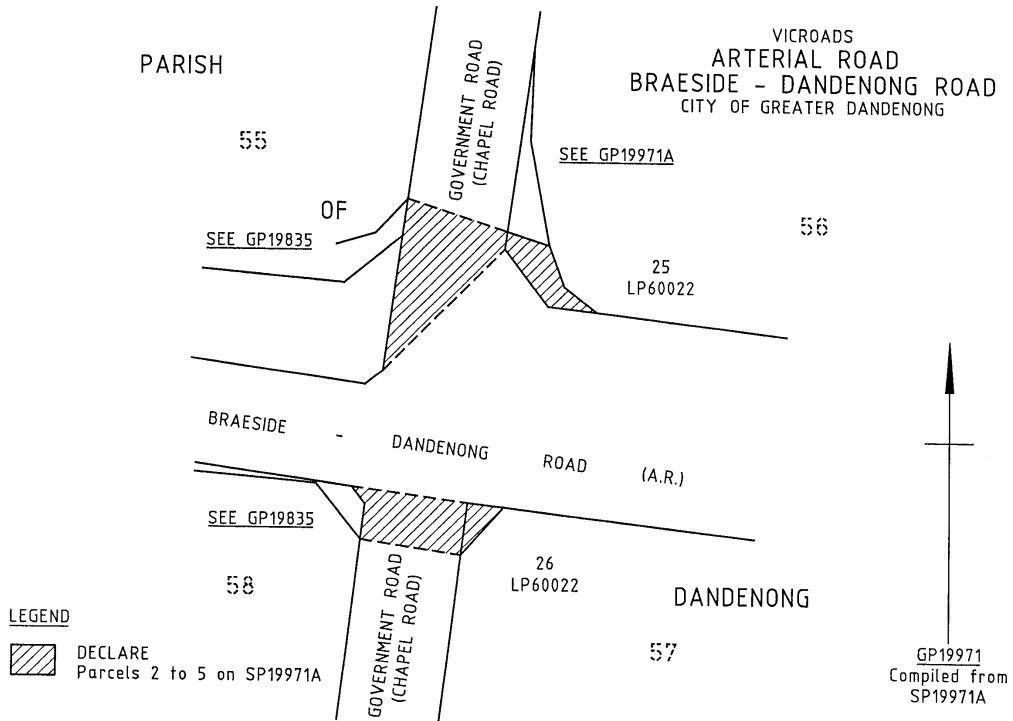 VICROADS
ARTERIAL ROAD
BRAESIDE - DANDENONG ROAD
CITY OF GREATER DANDENONG
PARISH
GOVERNMENT ROAD
(CHAPEL ROAD)
55
SEE GP19971A
OF
SEE GP19835
56
25
LP60022
BRAESIDE - DANDENONG ROAD (A.R.)
SEE GP19835
26
LP60022
58
GOVERNMENT ROAD
(CHAPEL ROAD)
DANDENONG
57
LEGEND
DECLARE
Parcels 2 to 5 on SP19971A
GP19971
Compiled from
SP19971A